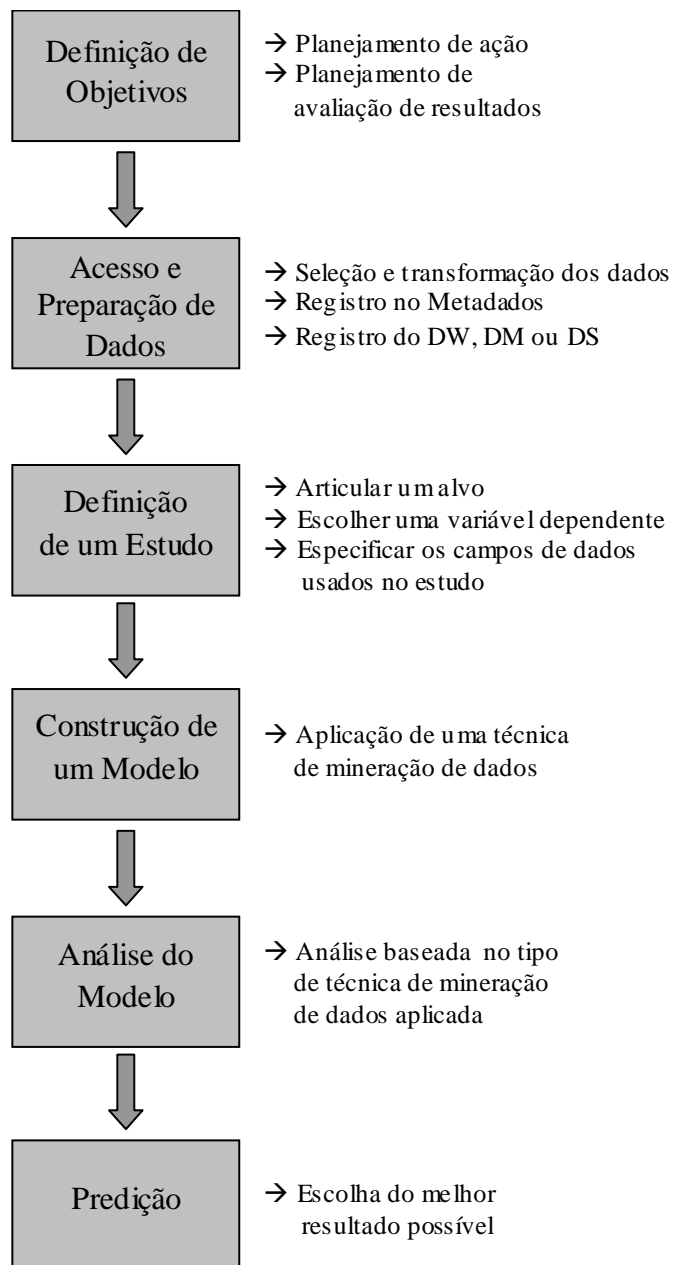 Definição de
Objetivos
→ Planejamento de ação
→ Planejamento de
avaliação de resultados
Acesso e
Preparação de
Dados
→ Seleção e transformação dos dados
→ Registro no Metadados
→ Registro do DW, DM ou DS
Definição
de um Estudo
→ Articular um alvo
→ Escolher uma variável dependente
→ Especificar os campos de dados
usados no estudo
Construção de
um Modelo
→ Aplicação de uma técnica
de mineração de dados
Análise do
Modelo
→ Análise baseada no tipo
de técnica de mineração
de dados aplicada
Predição
→ Escolha do melhor
resultado possível